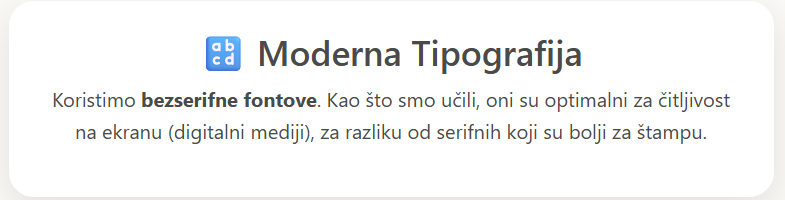 🔡 Moderna Tipografija
Koristimo bezserifne fontove. Kao što smo učili, oni su optimalni za čitljivost
na ekranu (digitalni mediji), za razliku od serifnih koji su bolji za štampu.